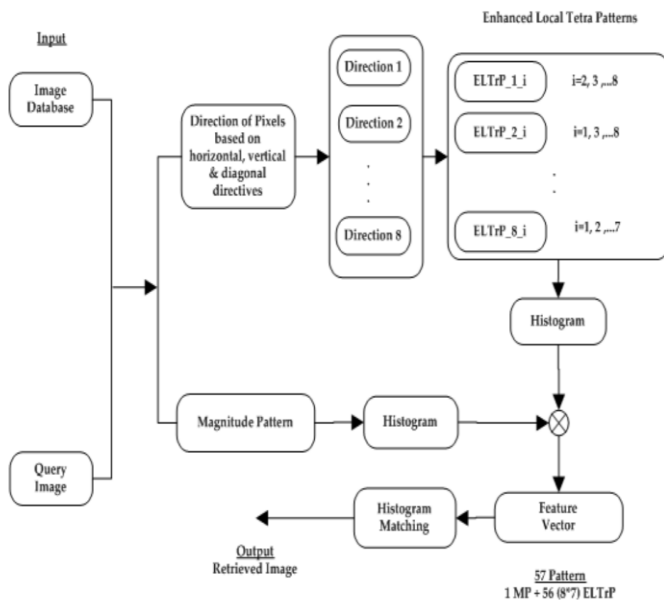 Enhanced Local Tetra Patterns
Input
Image
Database
Direction of Pixels
based on
horizontal, vertical
& diagonal
directives
Direction 1
Direction 2
.
.
.
Direction 8
ELTrP_1_i i=2, 3 ,...8
ELTrP_2_i i=1, 3 ,...8
.
.
ELTrP_8_i i=1, 2 ,...7
Histogram
Magnitude Pattern
Histogram
Query
Image
Feature
Vector
Histogram
Matching
Output
Retrieved Image
57 Pattern
1 MP + 56 (8*7) ELTrP